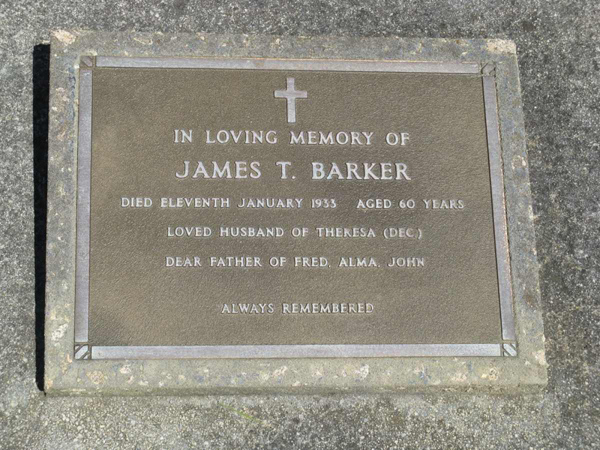 IN LOVING MEMORY OF
JAMES T. BARKER
DIED ELEVENTH JANUARY 1933 AGED 60 YEARS
LOVED HUSBAND OF THERESA (DEC.)
DEAR FATHER OF FRED, ALMA, JOHN
ALWAYS REMEMBERED